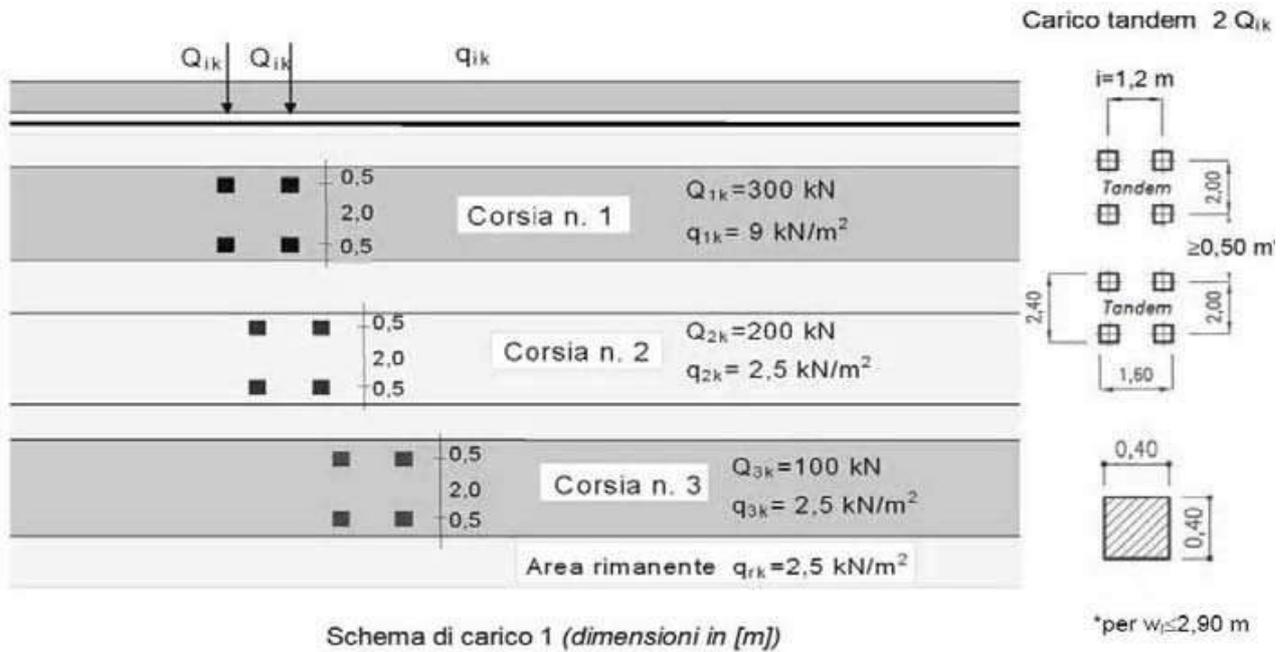 Carico tandem 2 Qik
Qik Qik qik
i=1,2 m
0,5
2,0
0,5
Corsia n. 1
Q1k=300 kN
q1k= 9 kN/m²
Tandem
2,00
≥0,50 m*
0,5
2,0
0,5
Corsia n. 2
Q2k=200 kN
q2k= 2,5 kN/m²
2,40
Tandem
2,00
1,60
0,5
2,0
0,5
Corsia n. 3
Q3k=100 kN
q3k= 2,5 kN/m²
0,40
0,40
Area rimanente qrk=2,5 kN/m²
Schema di carico 1 (dimensioni in [m])
*per wl≤2,90 m